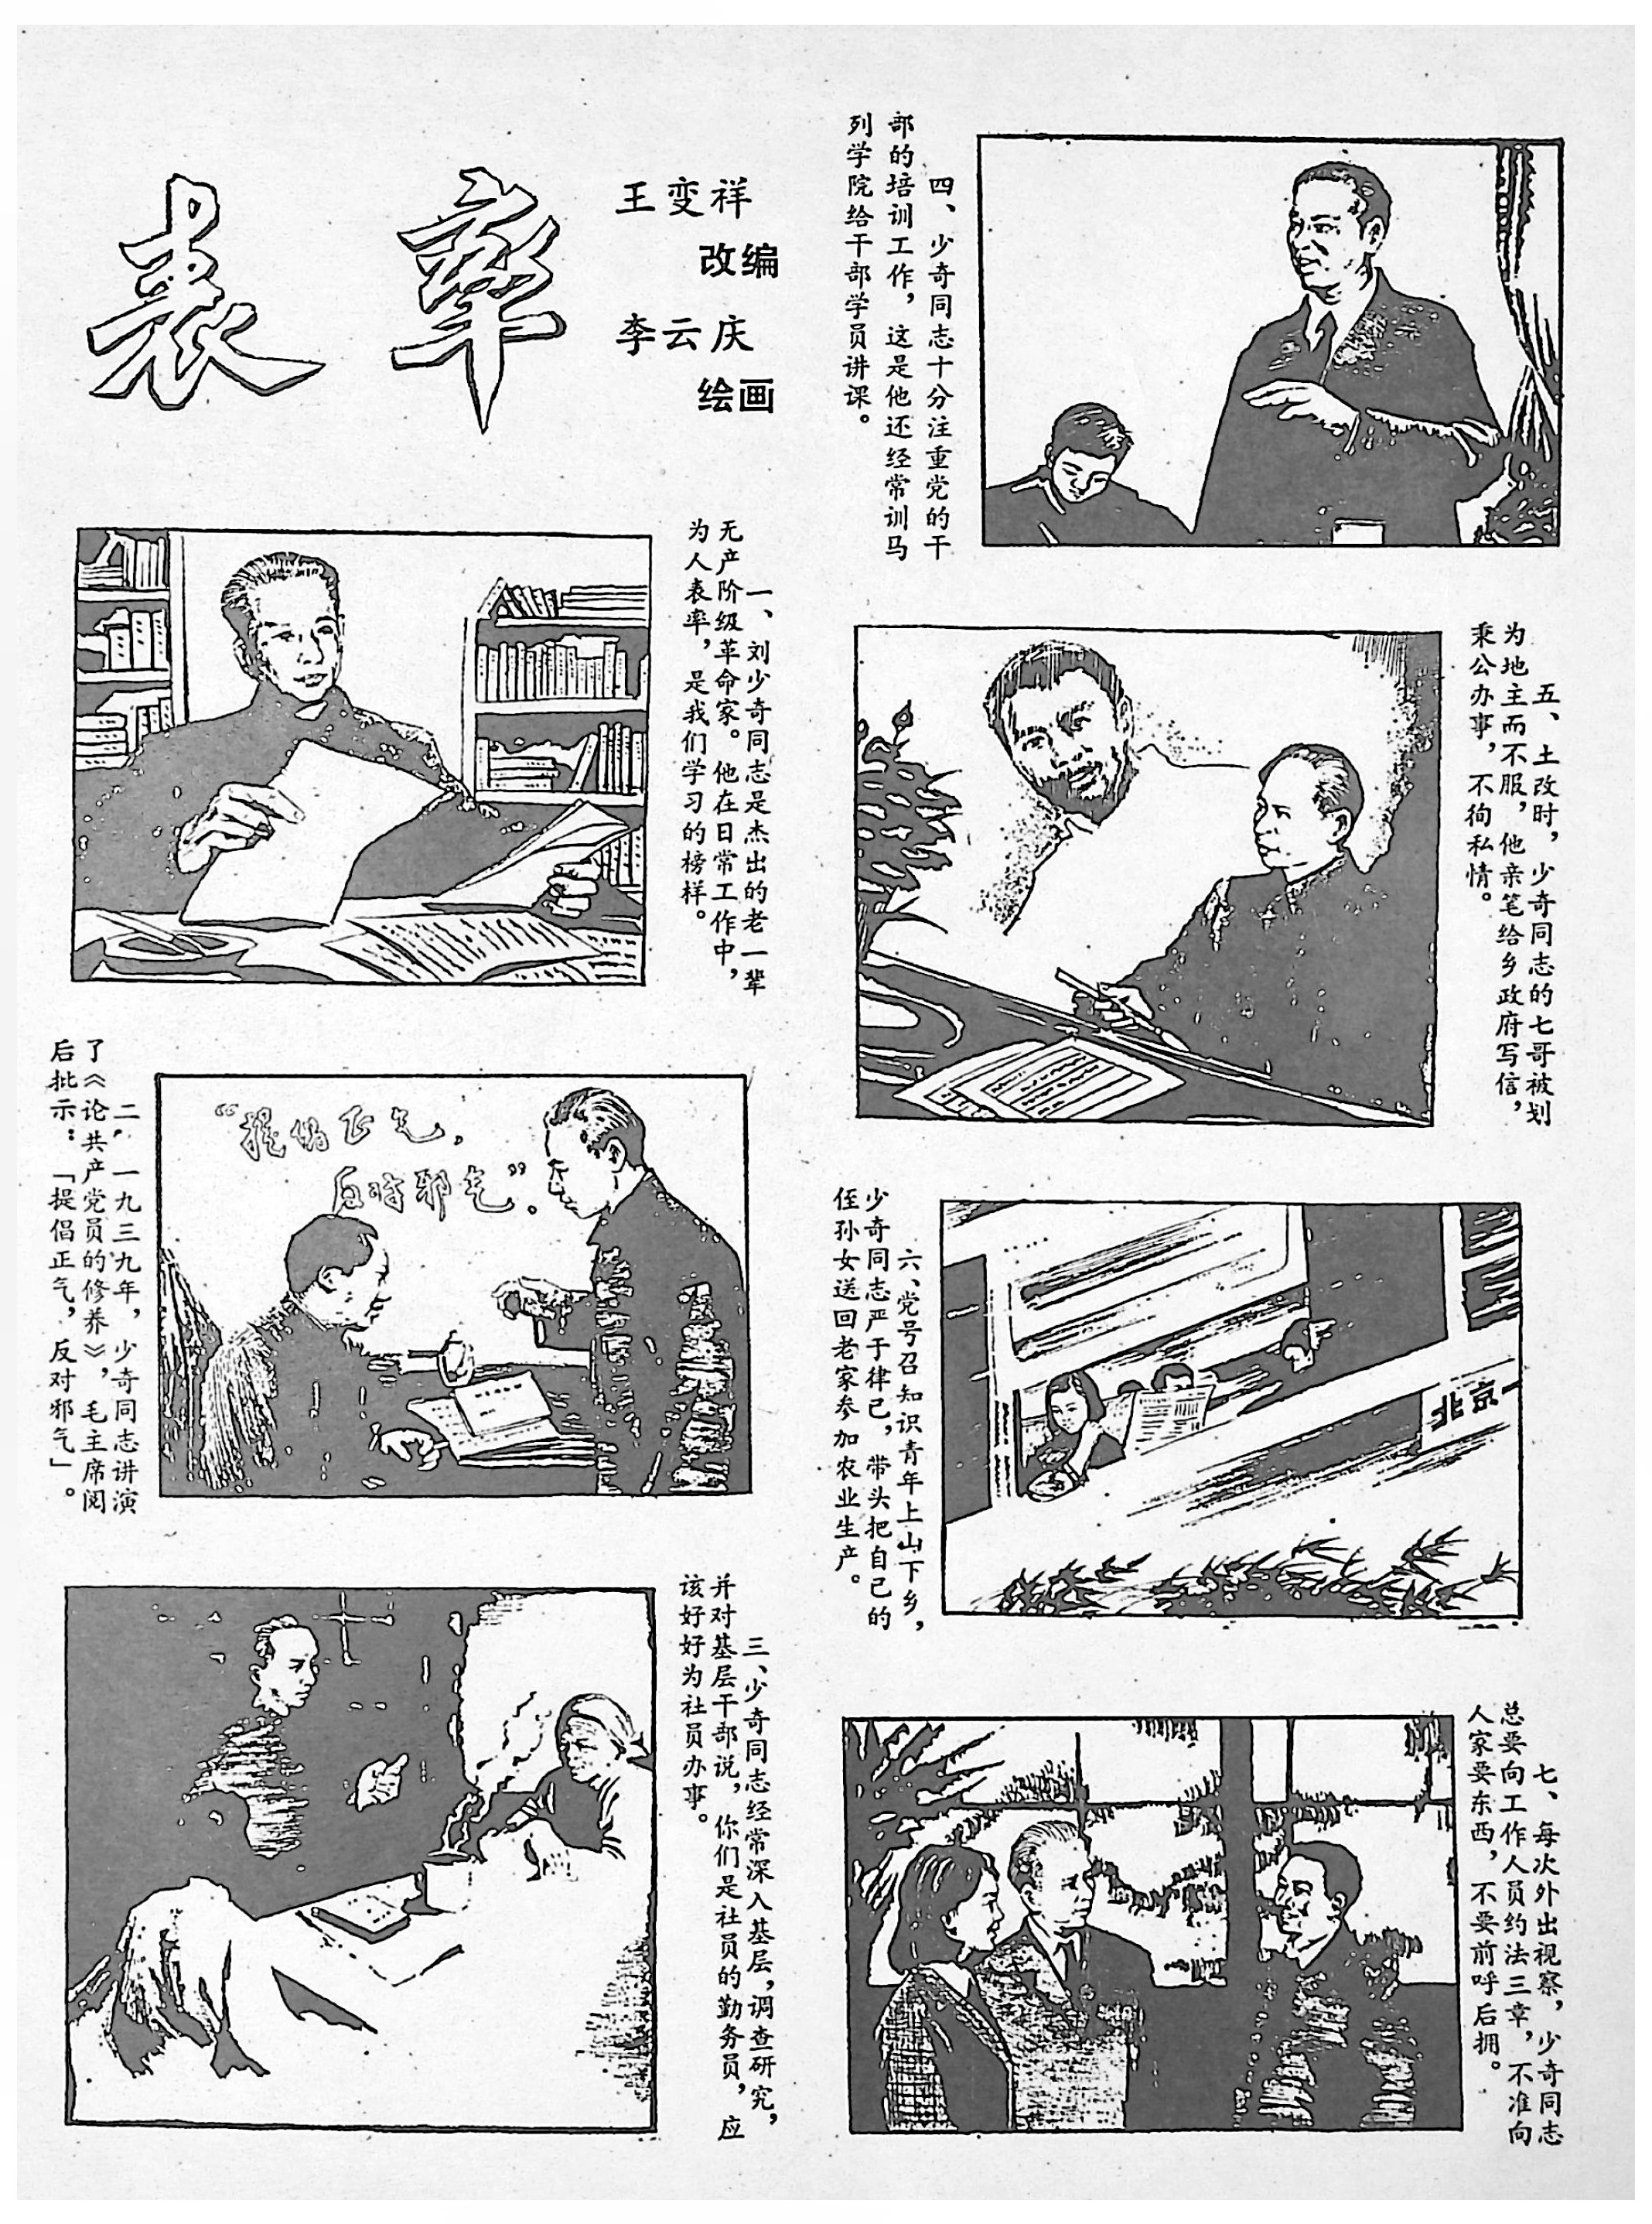 表率
王变祥
改编
李云庆
绘画
一、刘少奇同志是杰出的老一辈
无产阶级革命家。他在日常工作中，
为人表率，是我们学习的榜样。
二、一九三九年，少奇同志讲演
了《论共产党员的修养》，毛主席阅
后批示：「提倡正气，反对邪气」。
“提倡正气，
反对邪气”。
三、少奇同志经常深入基层，调查研究，
并对基层干部说，你们是社员的勤务员，应
该好好为社员办事。
四、少奇同志十分注重党的干
部的培训工作，这是他还经常训马
列学院给干部学员讲课。
五、土改时，少奇同志的七哥被划
为地主而不服，他亲笔给乡政府写信，
秉公办事，不徇私情。
六、党号召知识青年上山下乡，
少奇同志严于律己，带头把自己的
侄孙女送回老家参加农业生产。
北京一
七、每次外出视察，少奇同志
总要向工作人员约法三章，不准向
人家要东西，不要前呼后拥。